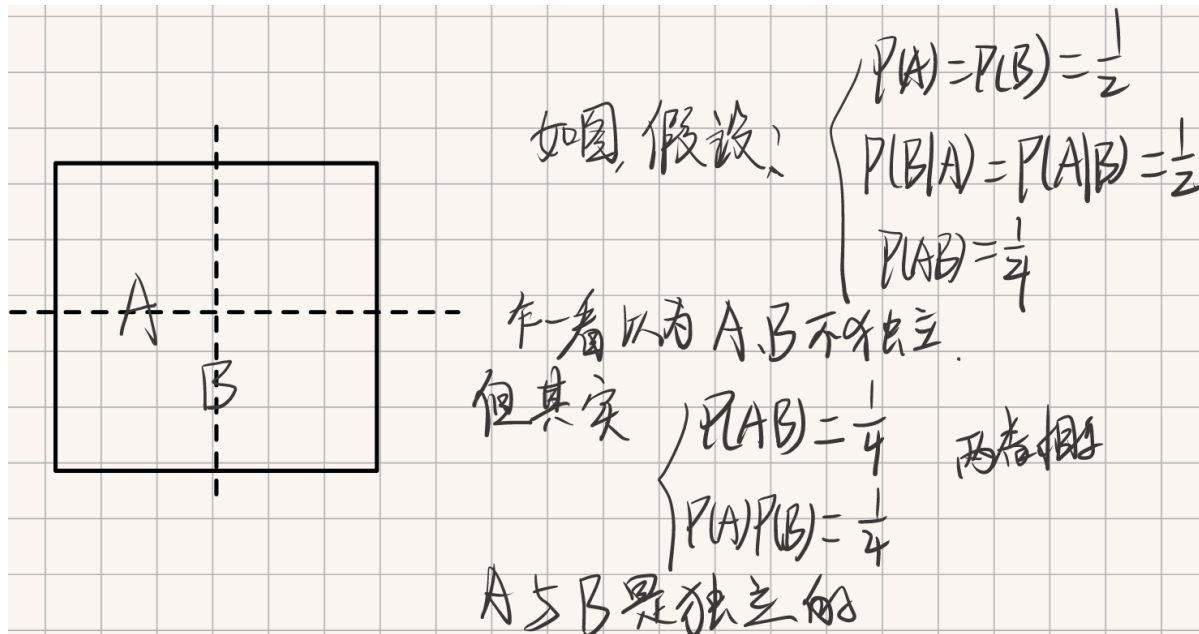 如图,假设:
P(A)=P(B)=1/2
P(B|A)=P(A|B)=1/2
P(AB)=1/4
A
B
乍一看以为A、B不独立.
但其实
P(AB)=1/4
P(A)P(B)=1/4
两者相等
A与B是独立的